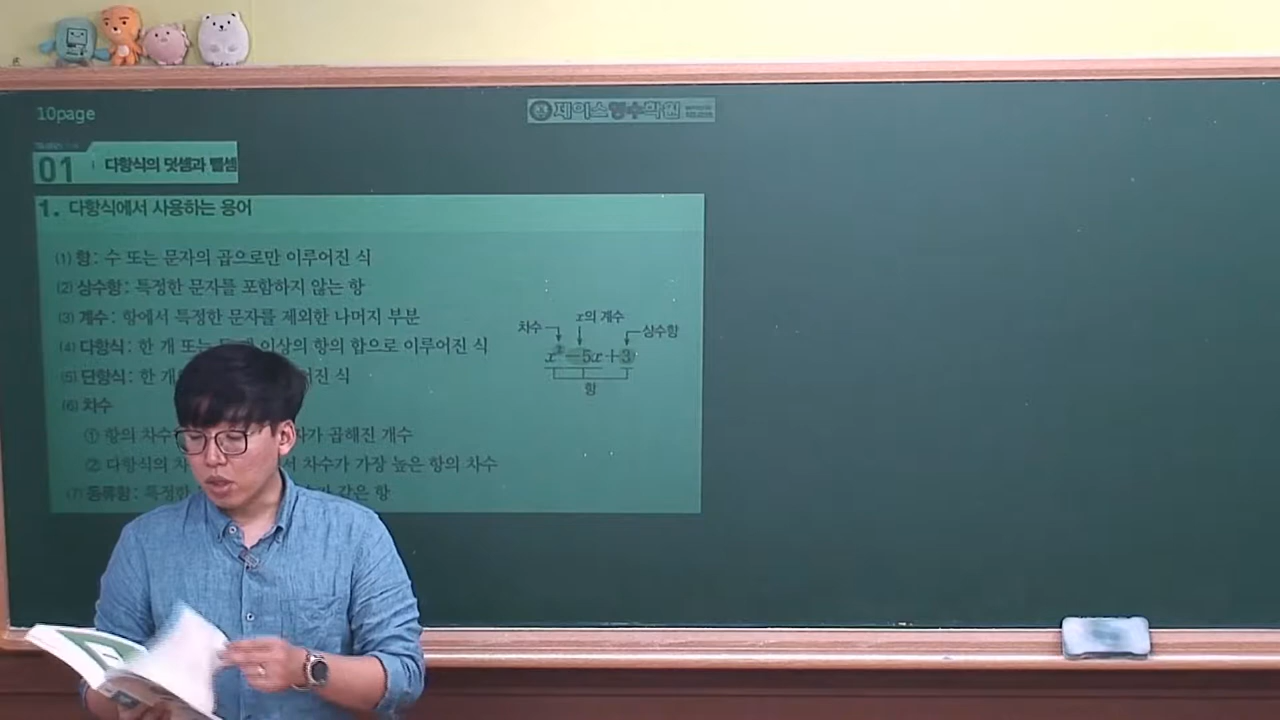 10page
제이스영수학원
01 다항식의 덧셈과 뺄셈
1. 다항식에서 사용하는 용어
(1) 항: 수 또는 문자의 곱으로만 이루어진 식
(2) 상수항: 특정한 문자를 포함하지 않는 항
(3) 계수: 항에서 특정한 문자를 제외한 나머지 부분
차수 x의 계수 상수항
(4) 다항식: 한 개 또는 이상의 항의 합으로 이루어진 식
x²-5x+3
(5) 단항식: 한 개 식
항
(6) 차수
① 항의 차수 곱해진 개수
② 다항식의 차 서 차수가 가장 높은 항의 차수
(7) 동류항: 특정한 같은 항